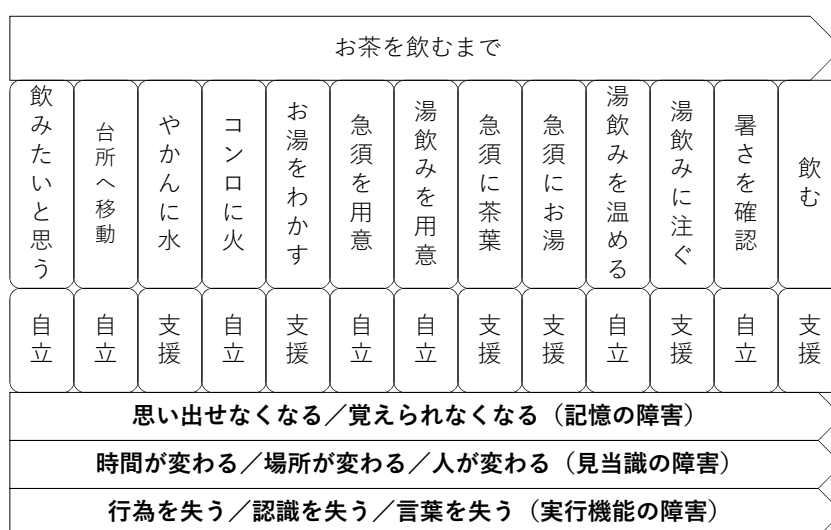 お茶を飲むまで
飲みたいと思う
台所へ移動
やかんに水
コンロに火
お湯をわかす
急須を用意
湯飲みを用意
急須に茶葉
急須にお湯
湯飲みを温める
湯飲みに注ぐ
暑さを確認
飲む
自立
自立
支援
自立
支援
自立
自立
支援
支援
自立
支援
自立
支援
思い出せなくなる／覚えられなくなる（記憶の障害）
時間が変わる／場所が変わる／人が変わる（見当識の障害）
行為を失う／認識を失う／言葉を失う（実行機能の障害）